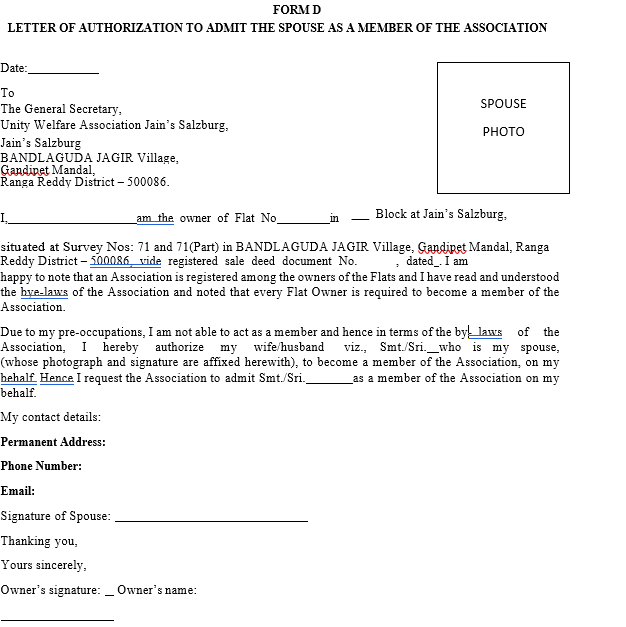 FORM D
LETTER OF AUTHORIZATION TO ADMIT THE SPOUSE AS A MEMBER OF THE ASSOCIATION
Date:___________
SPOUSE
PHOTO
To
The General Secretary,
Unity Welfare Association Jain’s Salzburg,
Jain’s Salzburg
BANDLAGUDA JAGIR Village,
Gandipet Mandal,
Ranga Reddy District – 500086.
I,____________________am the owner of Flat No________in ___ Block at Jain’s Salzburg,
situated at Survey Nos: 71 and 71(Part) in BANDLAGUDA JAGIR Village, Gandipet Mandal, Ranga
Reddy District – 500086, vide registered sale deed document No. , dated_. I am
happy to note that an Association is registered among the owners of the Flats and I have read and understood
the bye-laws of the Association and noted that every Flat Owner is required to become a member of the
Association.
Due to my pre-occupations, I am not able to act as a member and hence in terms of the by- laws of the
Association, I hereby authorize my wife/husband viz., Smt./Sri.__who is my spouse,
(whose photograph and signature are affixed herewith), to become a member of the Association, on my
behalf. Hence I request the Association to admit Smt./Sri._______as a member of the Association on my
behalf.
My contact details:
Permanent Address:
Phone Number:
Email:
Signature of Spouse: ______________________________
Thanking you,
Yours sincerely,
Owner’s signature: _ Owner’s name:
__________________